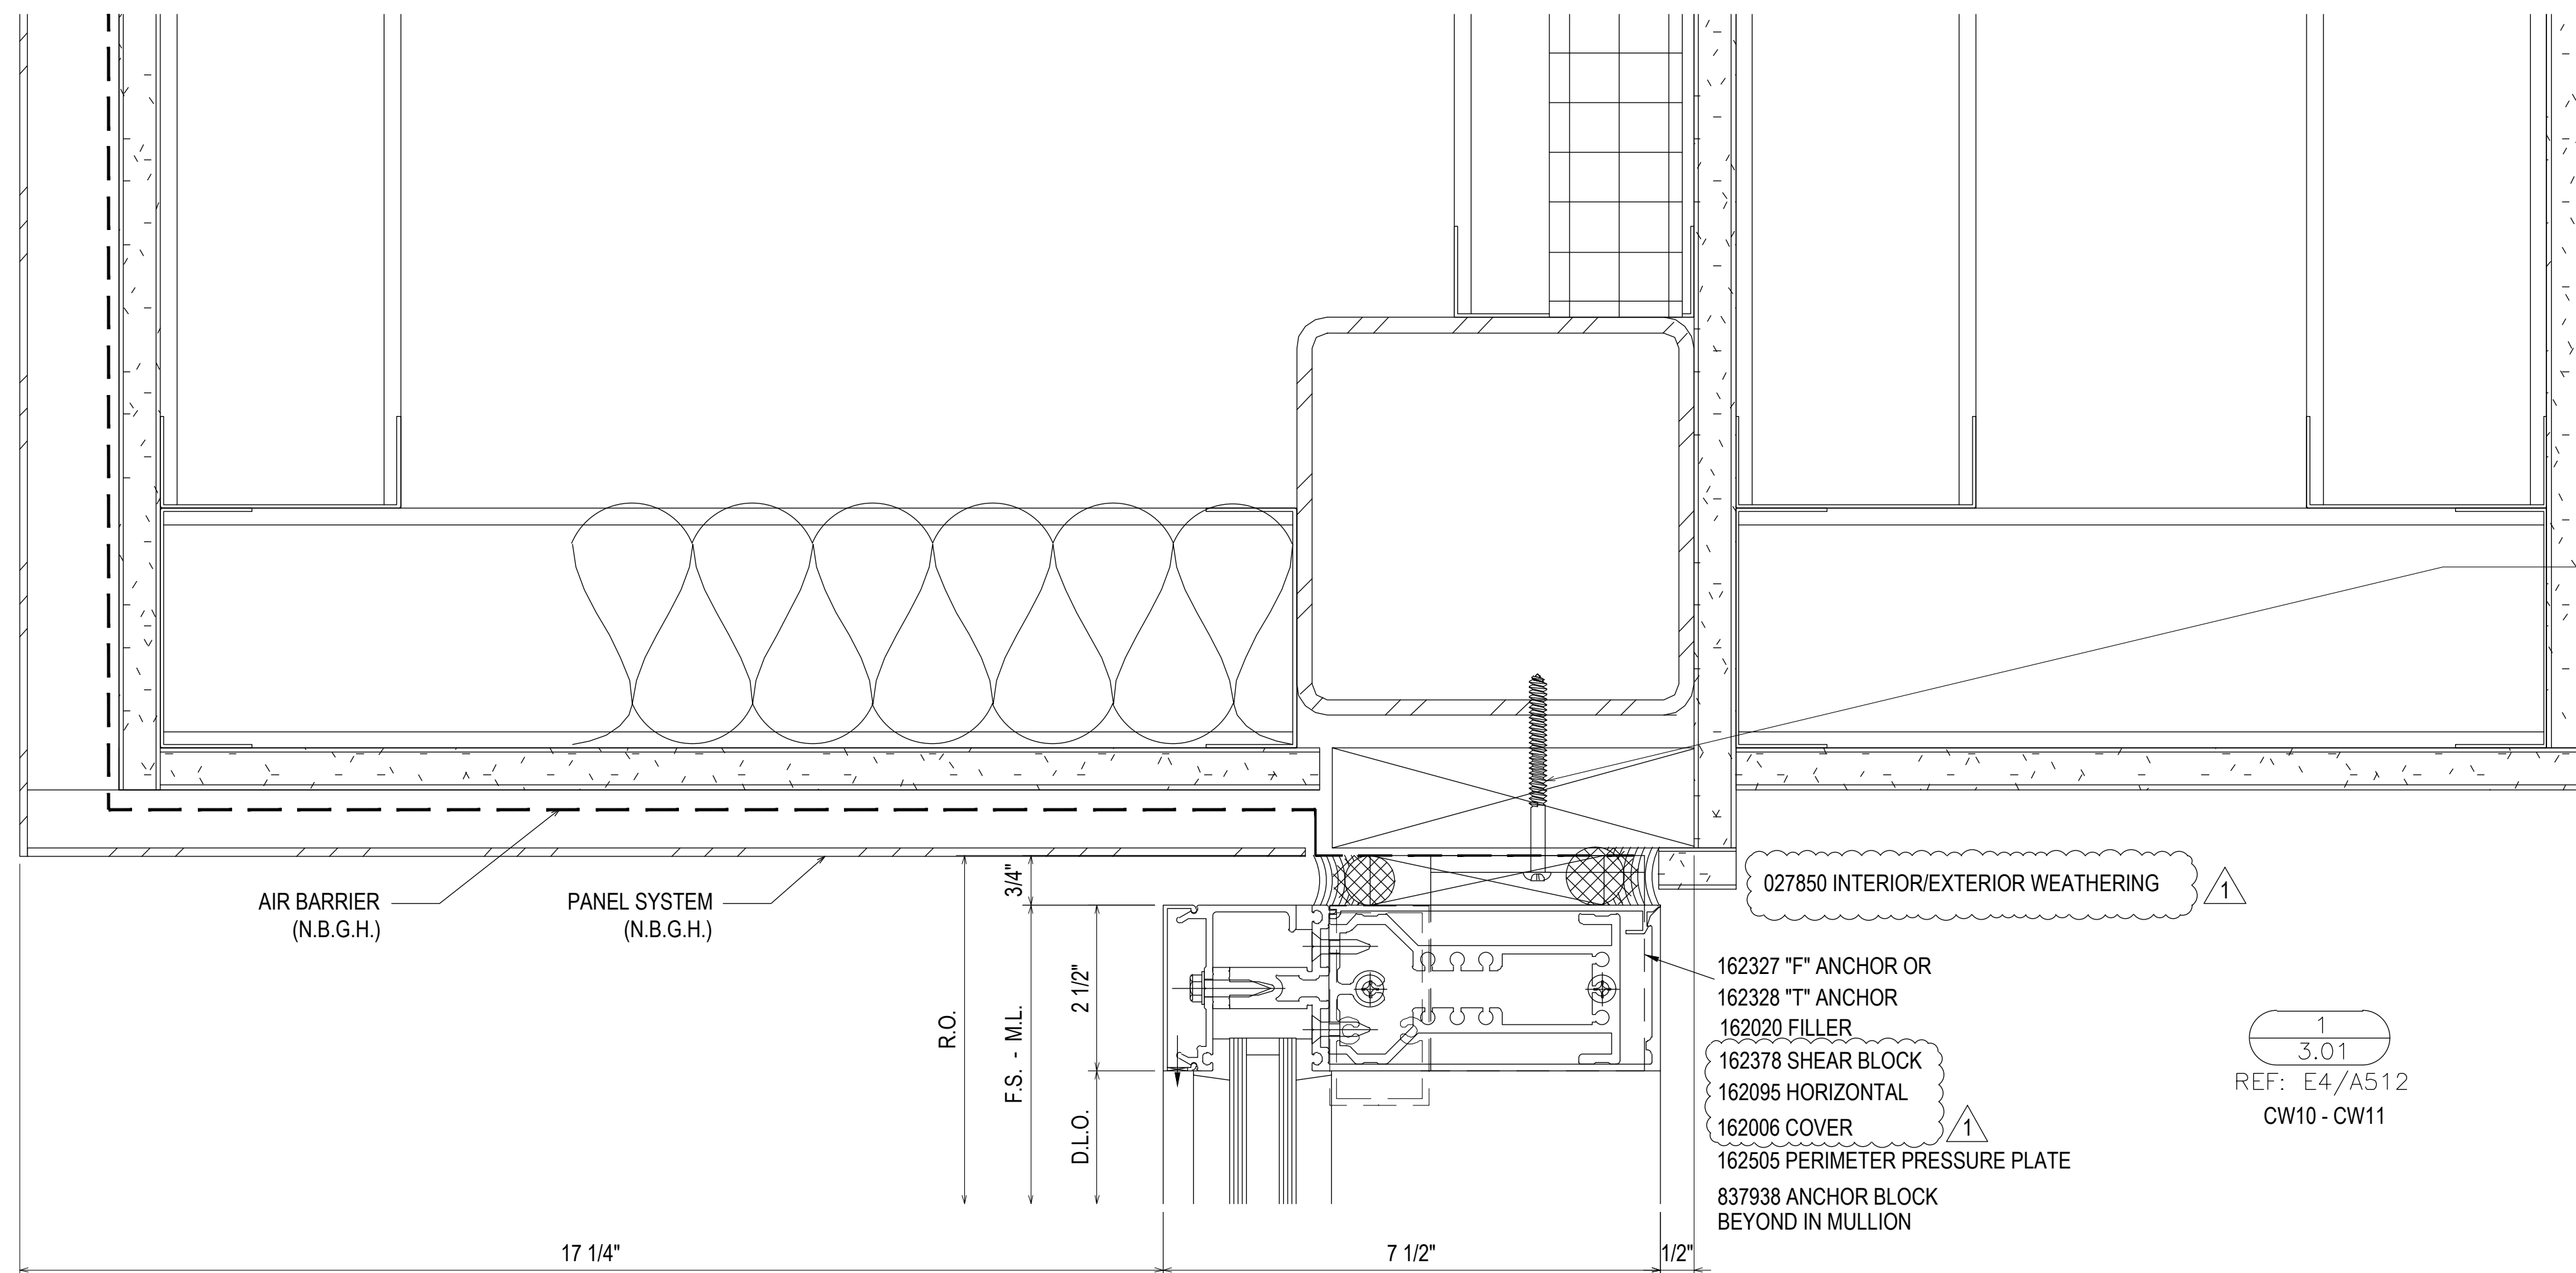 AIR BARRIER
(N.B.G.H.)
PANEL SYSTEM
(N.B.G.H.)
R.O.
F.S. - M.L.
3/4"
2 1/2"
D.L.O.
027850 INTERIOR/EXTERIOR WEATHERING
1
162327 "F" ANCHOR OR
162328 "T" ANCHOR
162020 FILLER
162378 SHEAR BLOCK
162095 HORIZONTAL
162006 COVER
1
162505 PERIMETER PRESSURE PLATE
837938 ANCHOR BLOCK
BEYOND IN MULLION
1
3.01
REF: E4/A512
CW10 - CW11
17 1/4"
7 1/2"
1/2"